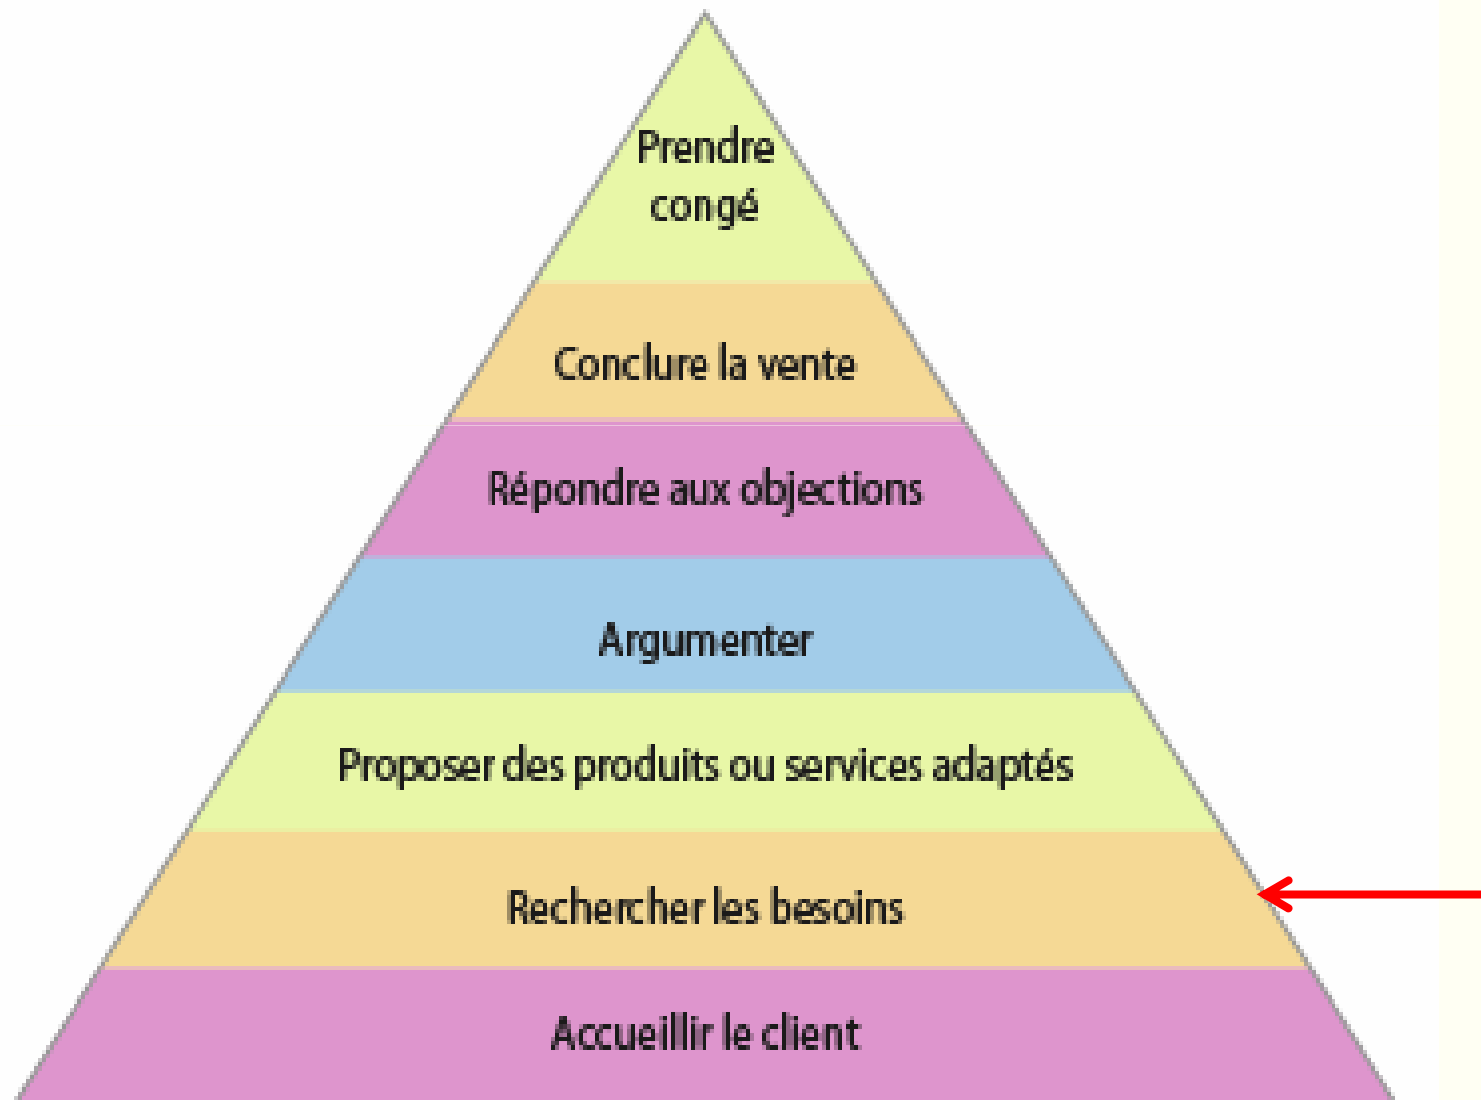 Prendre
congé
Conclure la vente
Répondre aux objections
Argumenter
Proposer des produits ou services adaptés
Rechercher les besoins
Accueillir le client